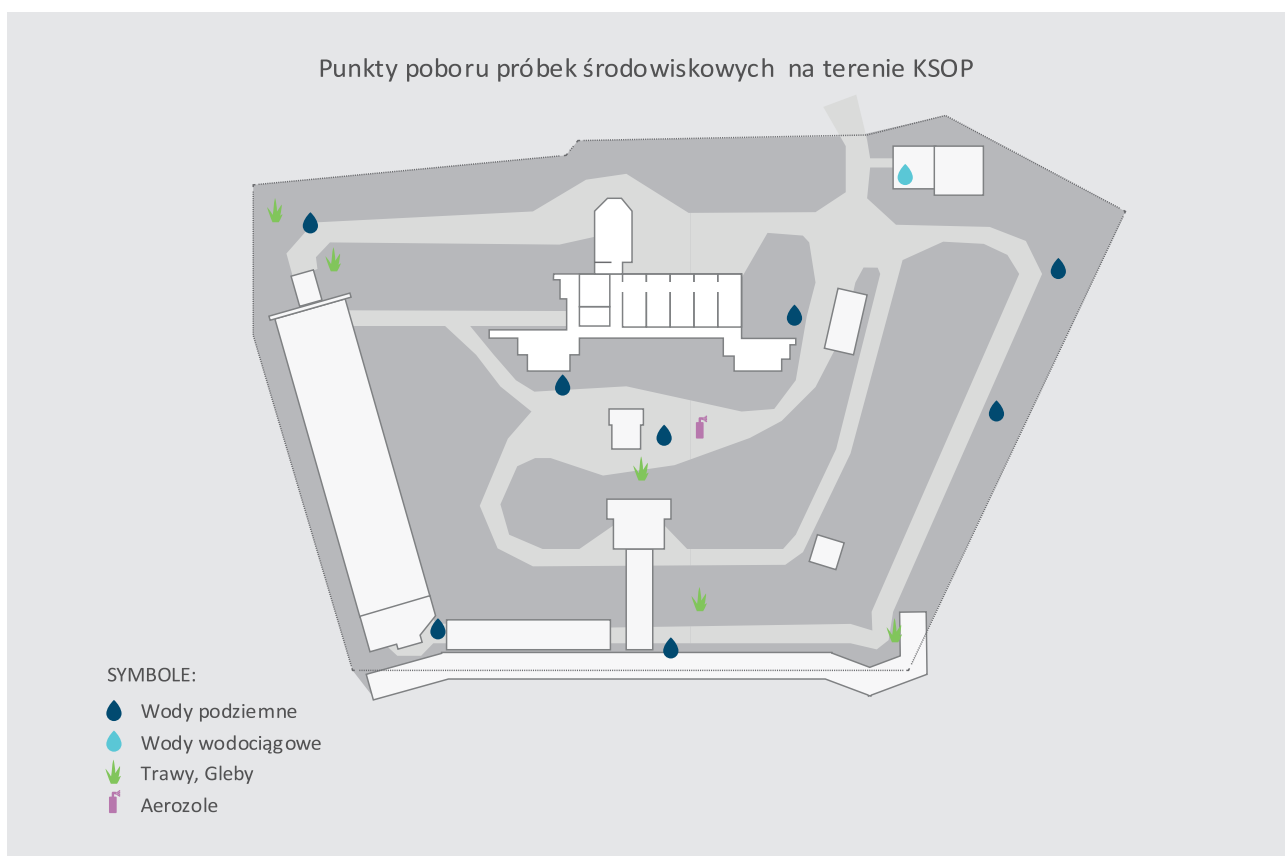 Punkty poboru próbek środowiskowych na terenie KSOP
SYMBOLE:
Wody podziemne
Wody wodociągowe
Trawy, Gleby
Aerozole